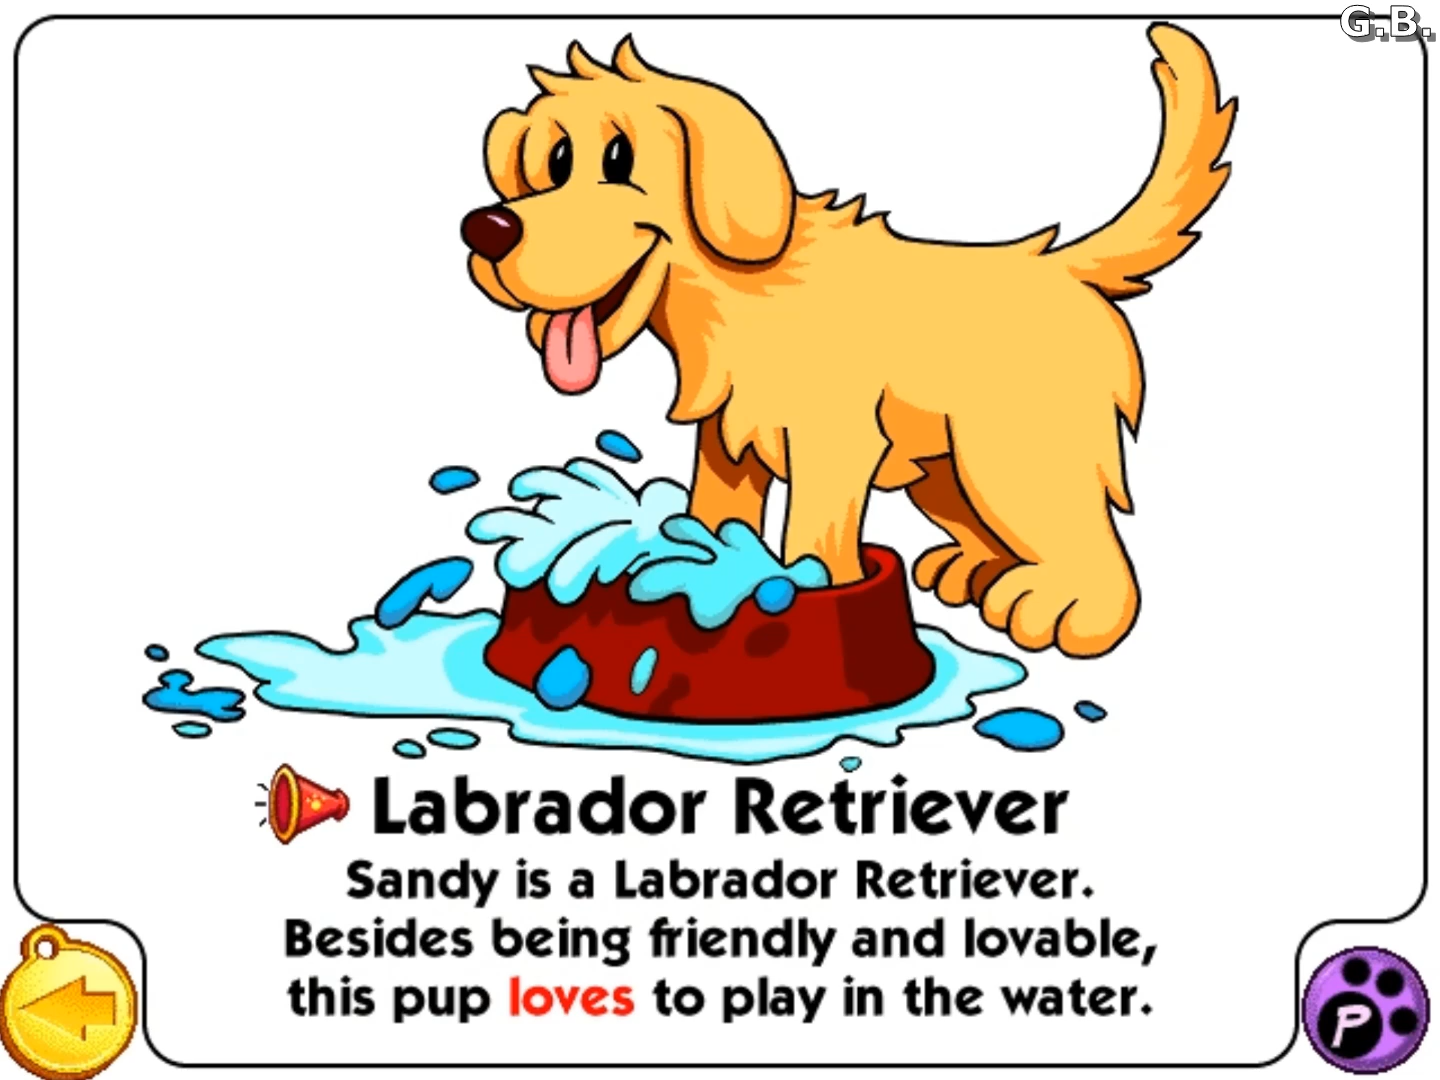 G.B.
Labrador Retriever
Sandy is a Labrador Retriever.
Besides being friendly and lovable,
this pup loves to play in the water.
P